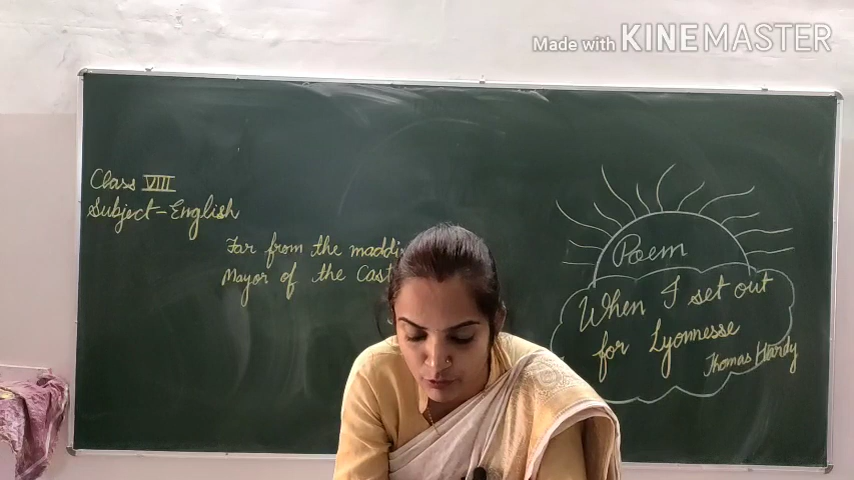 Made with KINEMASTER
Class VIII
Subject-English
Far from the maddi
Mayor of the Cast
Poem
When I set out
for Lyonnesse
Thomas Hardy